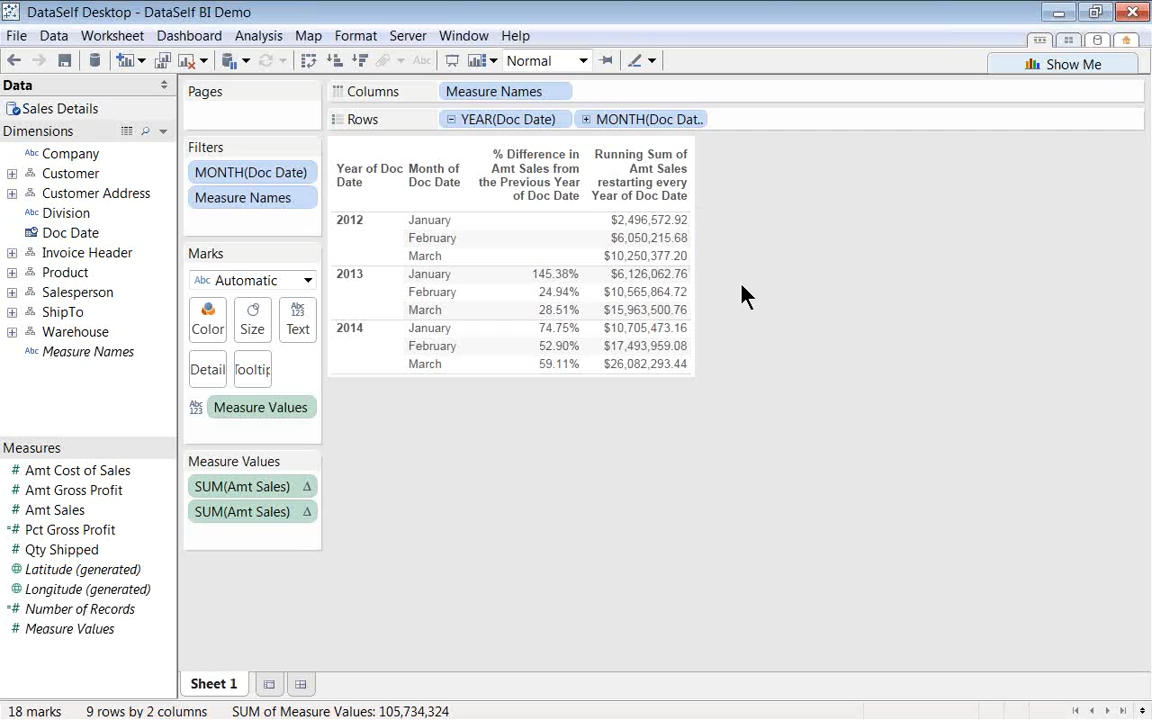 DataSelf Desktop - DataSelf BI Demo
File Data Worksheet Dashboard Analysis Map Format Server Window Help
Abc Normal Show Me
Data
Sales Details
Dimensions
Abc Company
Customer
Customer Address
Abc Division
Doc Date
Invoice Header
Product
Salesperson
ShipTo
Warehouse
Abc Measure Names
Measures
# Amt Cost of Sales
# Amt Gross Profit
# Amt Sales
=# Pct Gross Profit
# Qty Shipped
Latitude (generated)
Longitude (generated)
=# Number of Records
# Measure Values
Pages
Filters
MONTH(Doc Date)
Measure Names
Marks
Abc Automatic
Color Size Abc 123 Text
Detail Tooltip
Abc 123 Measure Values
Measure Values
SUM(Amt Sales) Δ
SUM(Amt Sales) Δ
Columns Measure Names
Rows YEAR(Doc Date) MONTH(Doc Dat..
Year of Doc Date Month of Doc Date % Difference in Amt Sales from the Previous Year of Doc Date Running Sum of Amt Sales restarting every Year of Doc Date
2012 January $2,496,572.92
February $6,050,215.68
March $10,250,377.20
2013 January 145.38% $6,126,062.76
February 24.94% $10,565,864.72
March 28.51% $15,963,500.76
2014 January 74.75% $10,705,473.16
February 52.90% $17,493,959.08
March 59.11% $26,082,293.44
Sheet 1
18 marks 9 rows by 2 columns SUM of Measure Values: 105,734,324